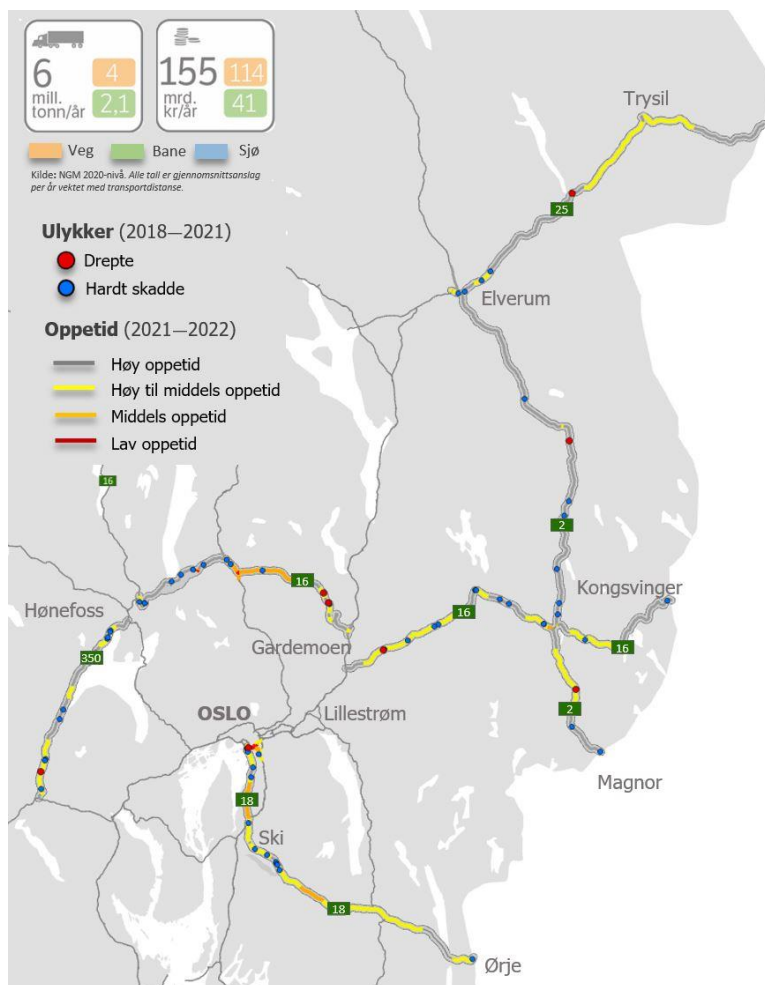 6
mill.
tonn/år
4
2,1
155
mrd.
kr/år
114
41
Veg
Bane
Sjø
Kilde: NGM 2020-nivå. Alle tall er gjennomsnittsanslag
per år vektet med transportdistanse.
Ulykker (2018—2021)
Drepte
Hardt skadde
Oppetid (2021—2022)
Høy oppetid
Høy til middels oppetid
Middels oppetid
Lav oppetid
Trysil
25
Elverum
16
2
Kongsvinger
16
Hønefoss
16
Gardemoen
16
350
OSLO
Lillestrøm
2
Magnor
18
Ski
18
Ørje